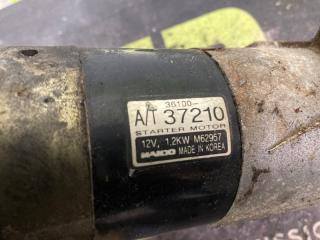 36100-
A/T 37210
STARTER MOTOR
12V, 1.2KW M62957
MANDO MADE IN KOREA